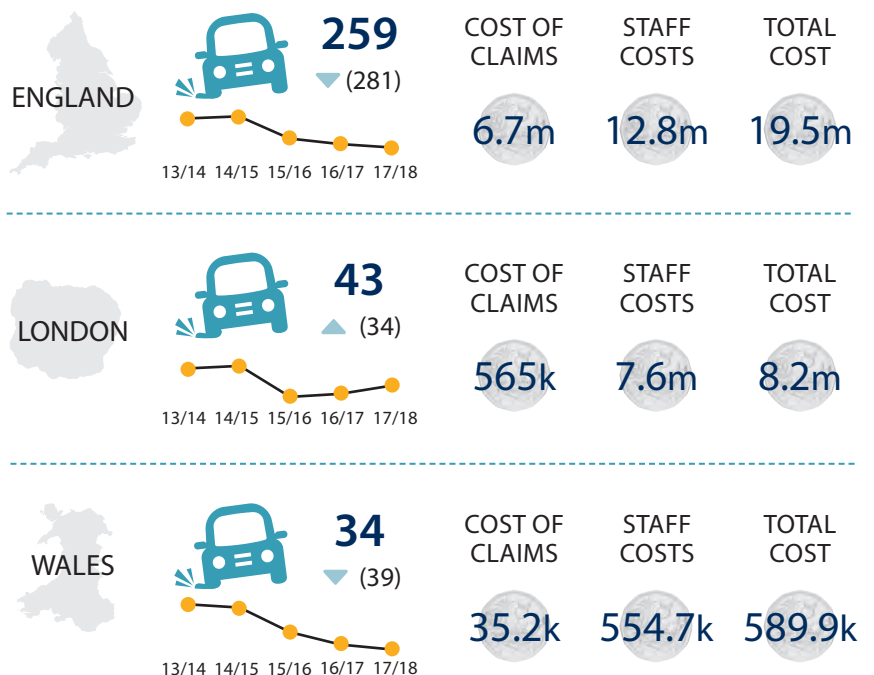 ENGLAND
259
(281)
13/14 14/15 15/16 16/17 17/18
COST OF
CLAIMS
6.7m
STAFF
COSTS
12.8m
TOTAL
COST
19.5m
LONDON
43
(34)
13/14 14/15 15/16 16/17 17/18
COST OF
CLAIMS
565k
STAFF
COSTS
7.6m
TOTAL
COST
8.2m
WALES
34
(39)
13/14 14/15 15/16 16/17 17/18
COST OF
CLAIMS
35.2k
STAFF
COSTS
554.7k
TOTAL
COST
589.9k